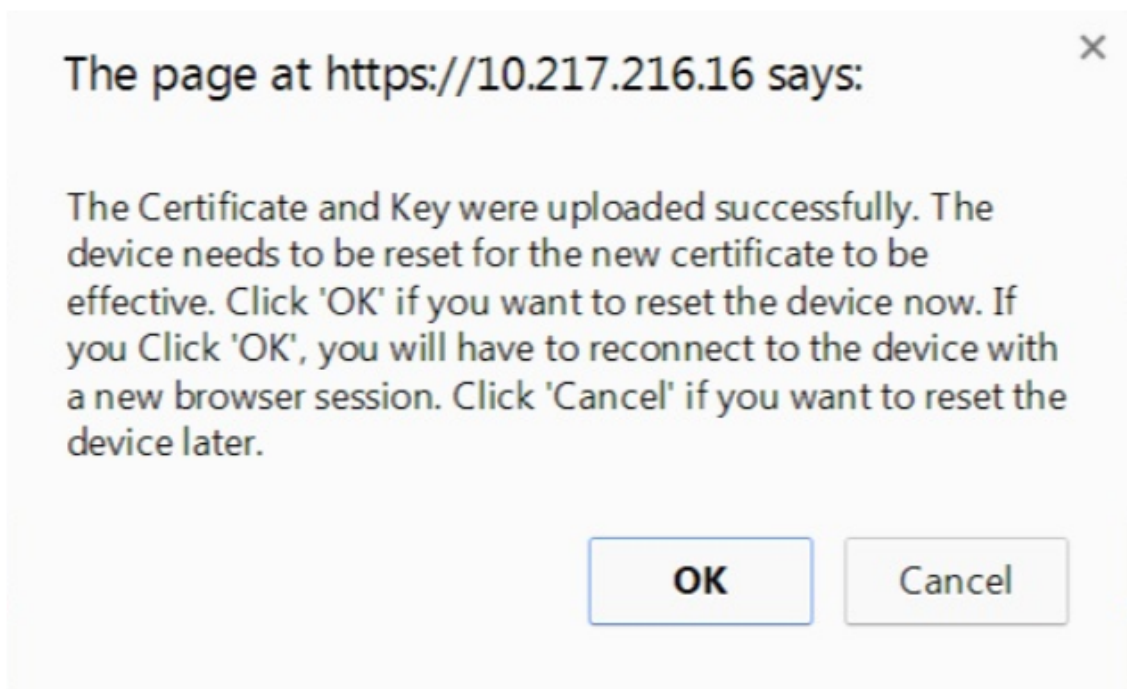 The page at https://10.217.216.16 says:
The Certificate and Key were uploaded successfully. The
device needs to be reset for the new certificate to be
effective. Click 'OK' if you want to reset the device now. If
you Click 'OK', you will have to reconnect to the device with
a new browser session. Click 'Cancel' if you want to reset the
device later.
OK Cancel